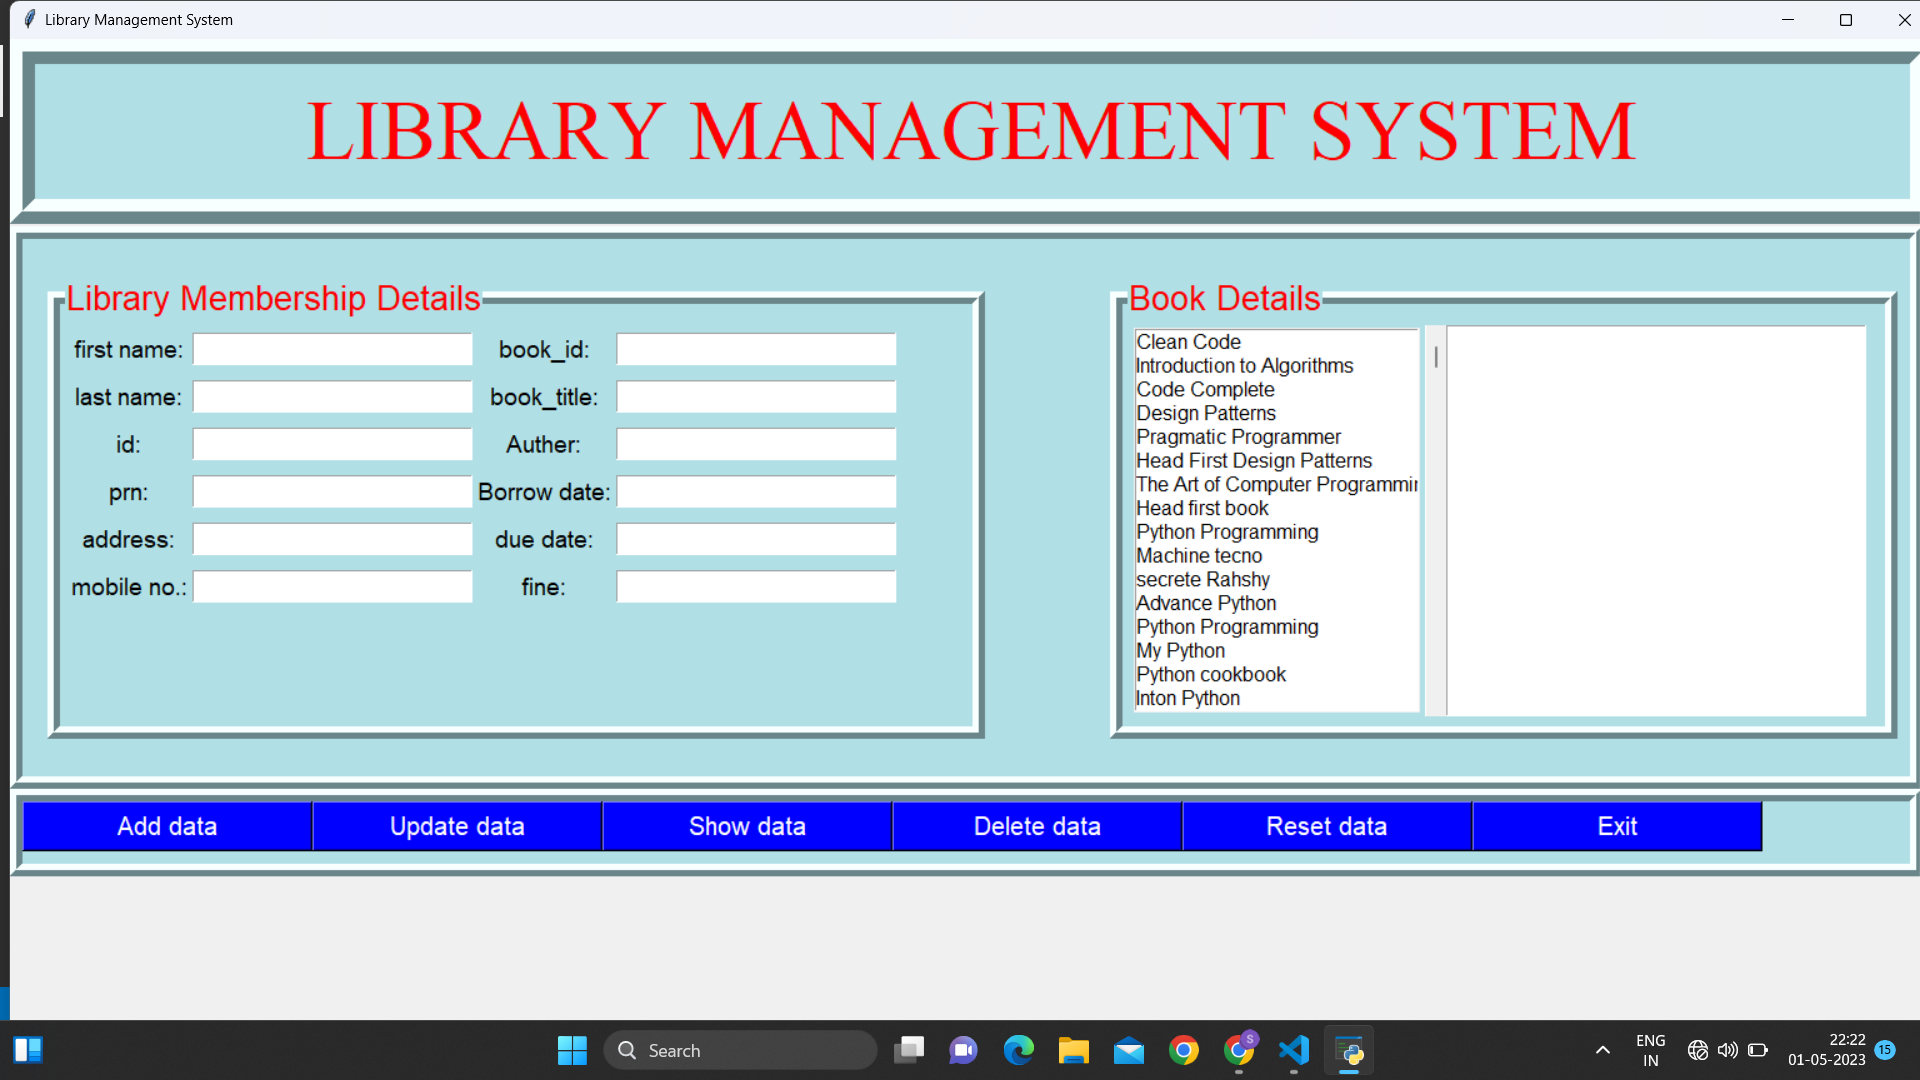 Library Management System
LIBRARY MANAGEMENT SYSTEM
Library Membership Details
first name:
book_id:
last name:
book_title:
id:
Auther:
prn:
Borrow date:
address:
due date:
mobile no.:
fine:
Book Details
Clean Code
Introduction to Algorithms
Code Complete
Design Patterns
Pragmatic Programmer
Head First Design Patterns
The Art of Computer Programmin
Head first book
Python Programming
Machine tecno
secrete Rahshy
Advance Python
Python Programming
My Python
Python cookbook
Inton Python
Add data
Update data
Show data
Delete data
Reset data
Exit
Search
S
ENG
IN
22:22
01-05-2023
15